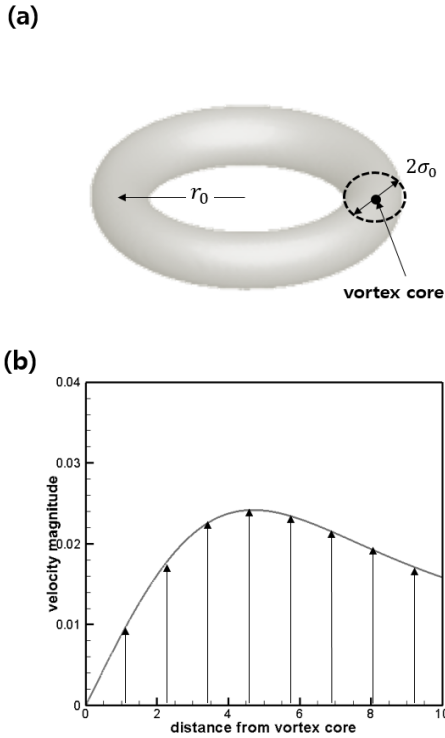 (a)
2σ₀
r₀
vortex core
(b)
0.04
0.03
0.02
0.01
0
velocity magnitude
0 2 4 6 8 10
distance from vortex core